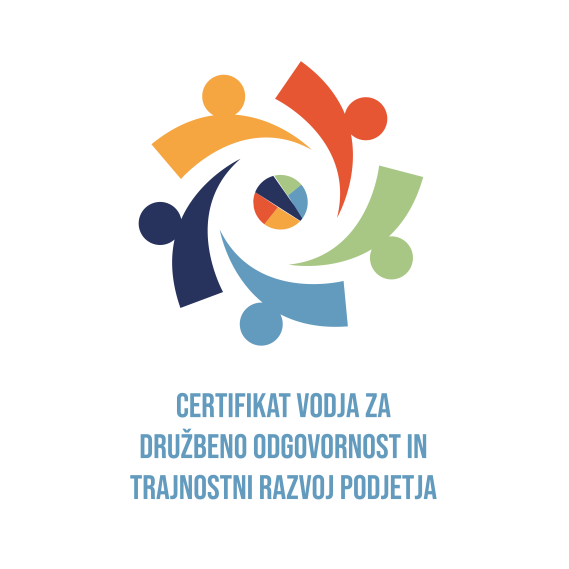 CERTIFIKAT VODJA ZA
DRUŽBENO ODGOVORNOST IN
TRAJNOSTNI RAZVOJ PODJETJA